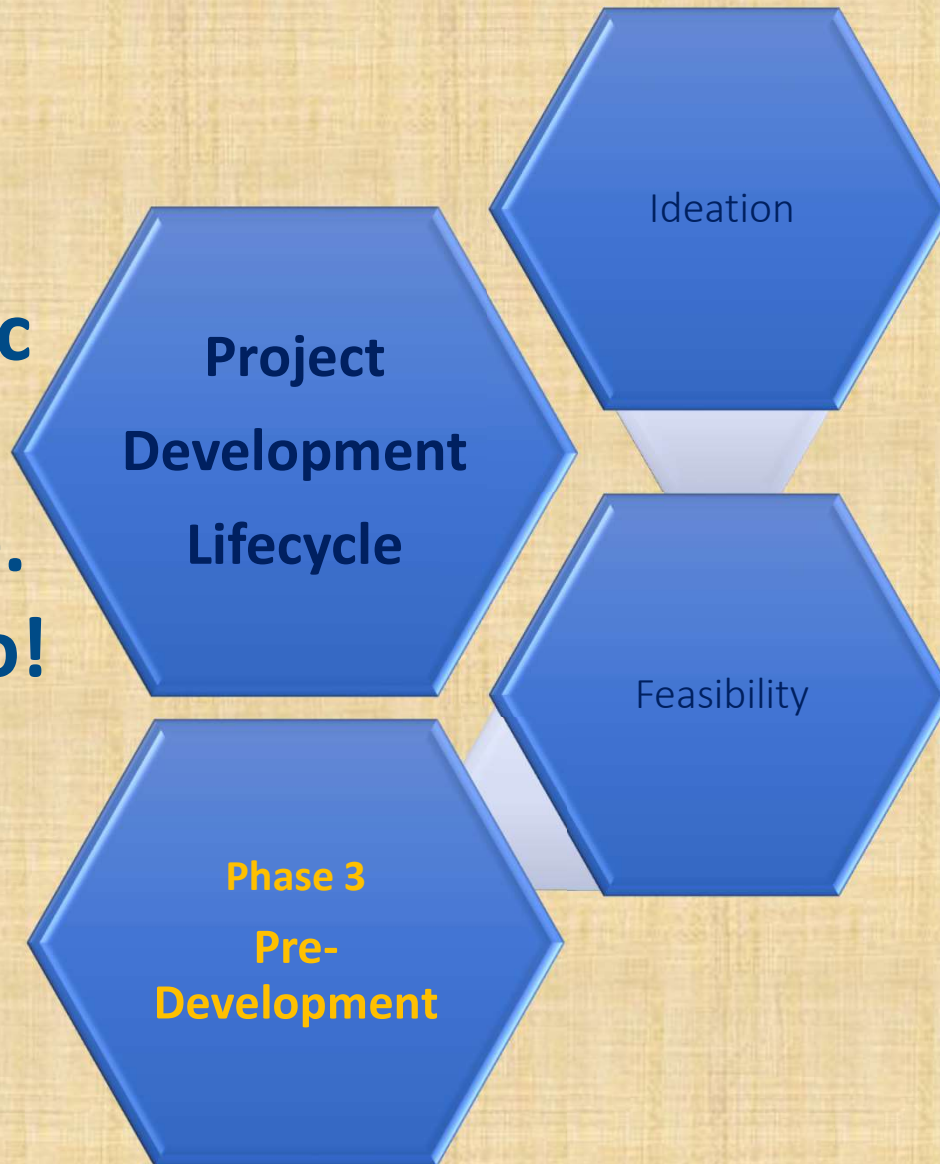 Ideation
c
Project
Development
Lifecycle
.
o!
Feasibility
Phase 3
Pre-
Development